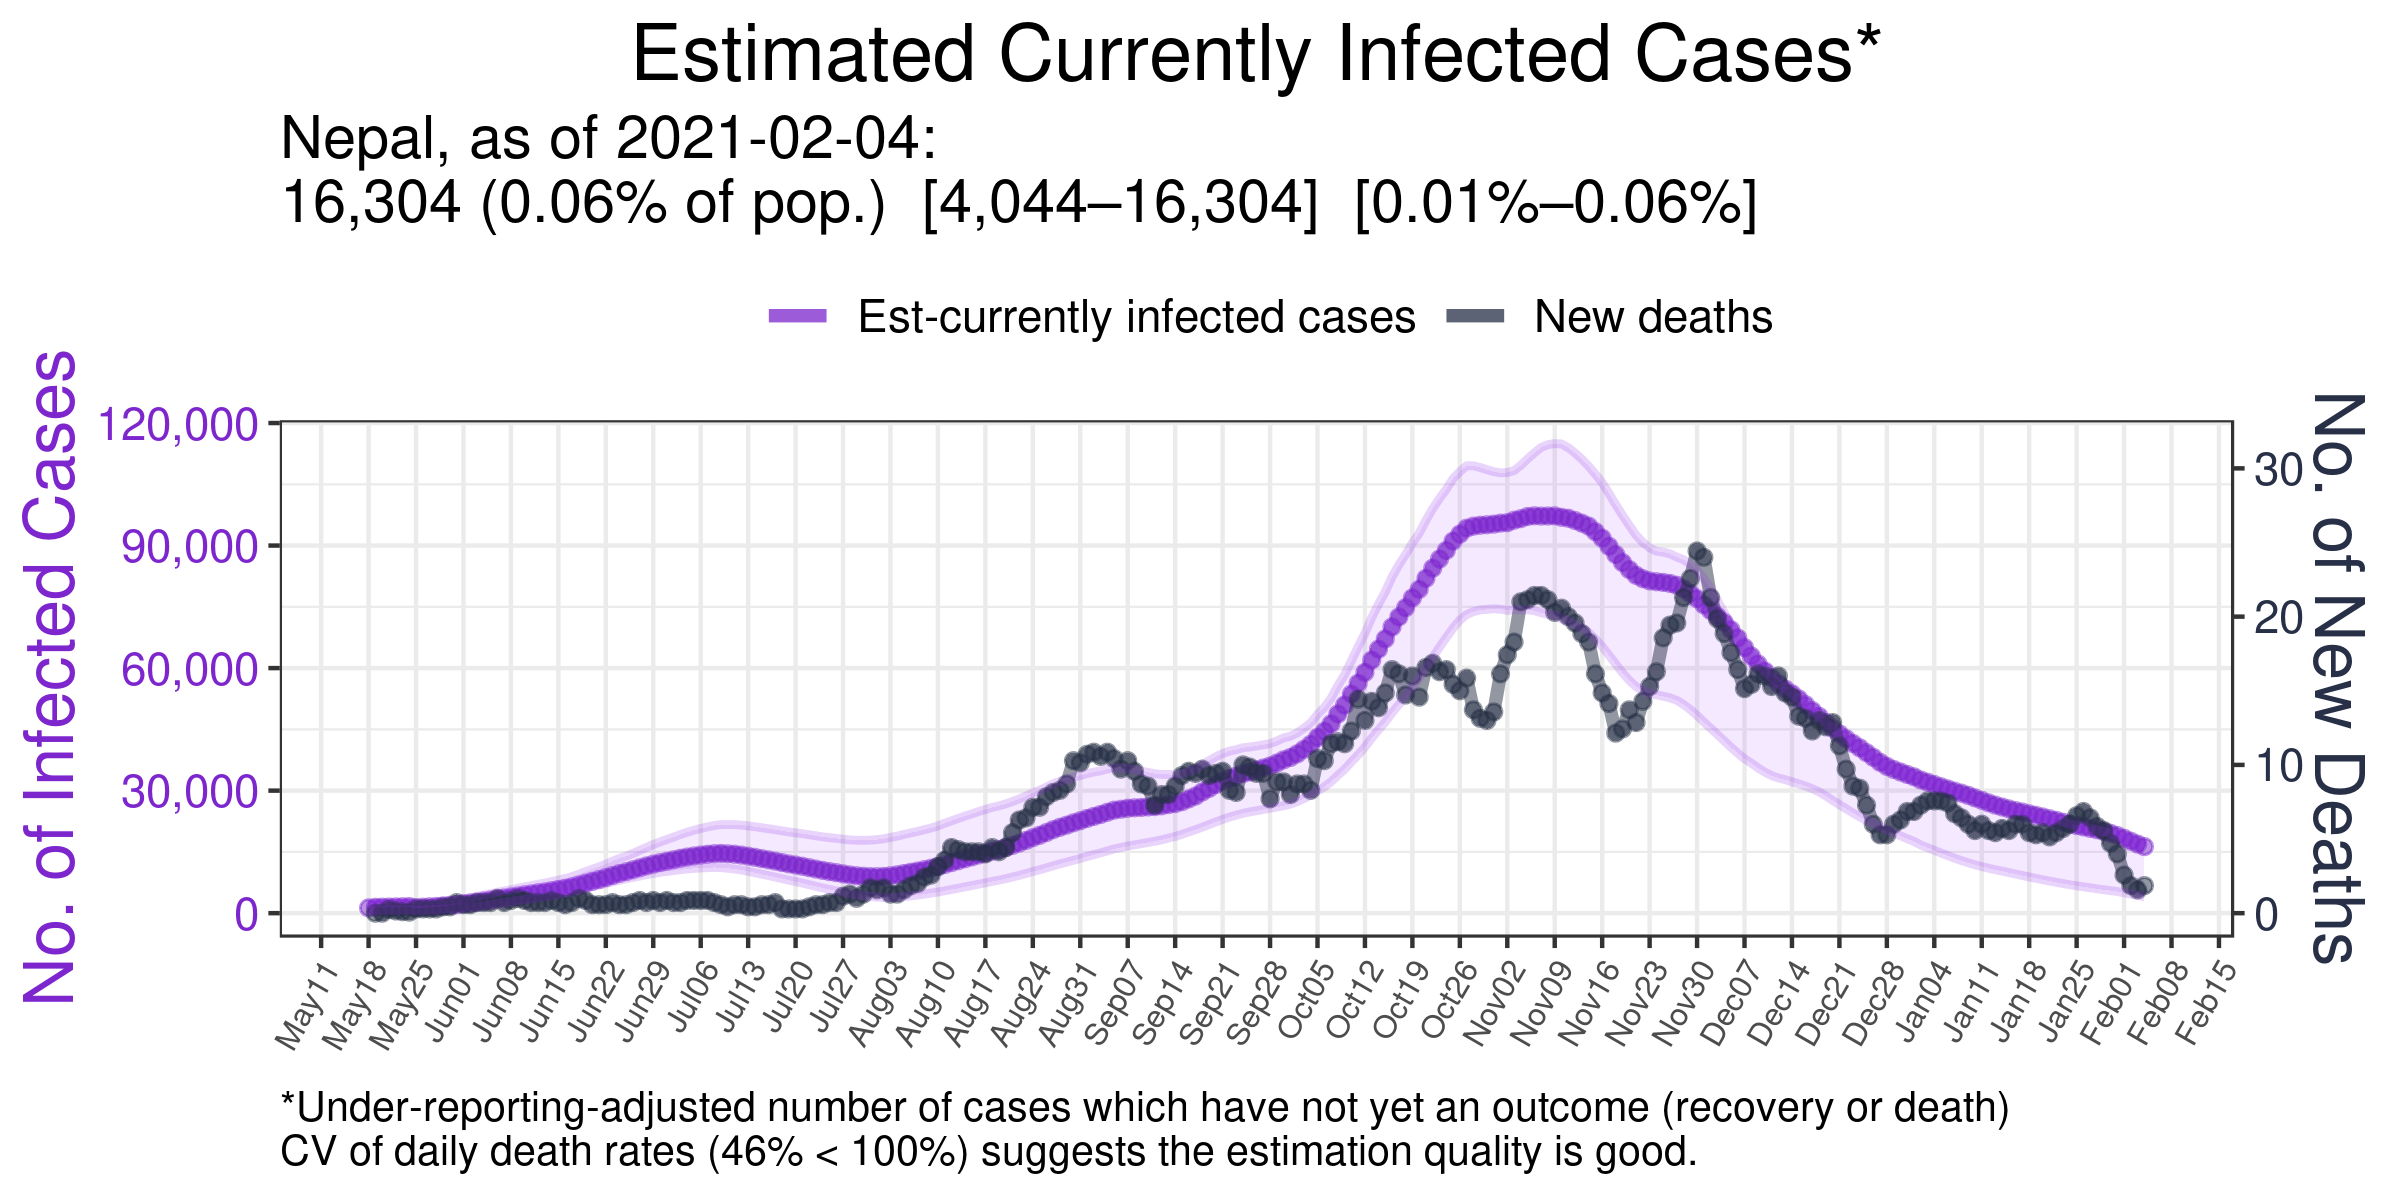 Estimated Currently Infected Cases*
Nepal, as of 2021-02-04:
16,304 (0.06% of pop.) [4,044–16,304] [0.01%–0.06%]
Est-currently infected cases New deaths
No. of Infected Cases
120,000
90,000
60,000
30,000
0
30
20
10
0
No. of New Deaths
May11 May18 May25 Jun01 Jun08 Jun15 Jun22 Jun29 Jul06 Jul13 Jul20 Jul27 Aug03 Aug10 Aug17 Aug24 Aug31 Sep07 Sep14 Sep21 Sep28 Oct05 Oct12 Oct19 Oct26 Nov02 Nov09 Nov16 Nov23 Nov30 Dec07 Dec14 Dec21 Dec28 Jan04 Jan11 Jan18 Jan25 Feb01 Feb08 Feb15
*Under-reporting-adjusted number of cases which have not yet an outcome (recovery or death)
CV of daily death rates (46% < 100%) suggests the estimation quality is good.